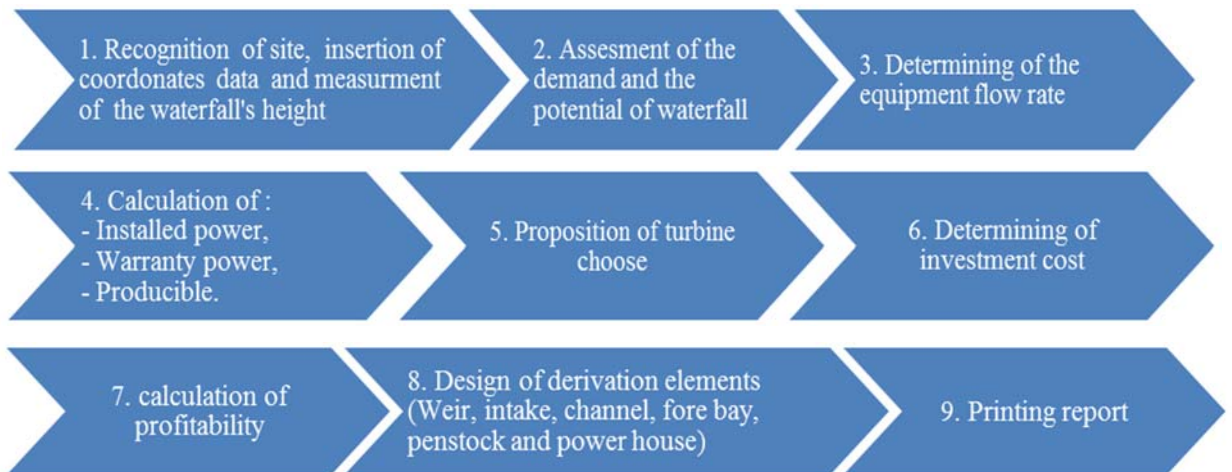 1. Recognition of site, insertion of
coordonates data and measurment
of the waterfall's height
2. Assesment of the
demand and the
potential of waterfall
3. Determining of the
equipment flow rate
4. Calculation of :
- Installed power,
- Warranty power,
- Producible.
5. Proposition of turbine
choose
6. Determining of
investment cost
7. calculation of
profitability
8. Design of derivation elements
(Weir, intake, channel, fore bay,
penstock and power house)
9. Printing report